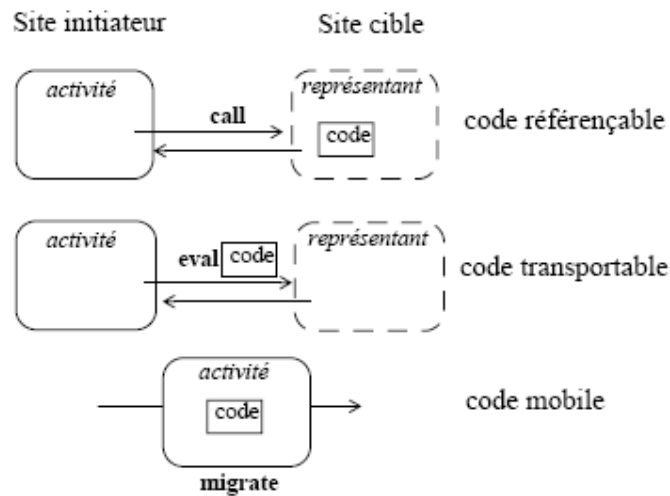 Site initiateur Site cible
activité représentant
call code code référençable
activité représentant
eval code code transportable
activité
code code mobile
migrate